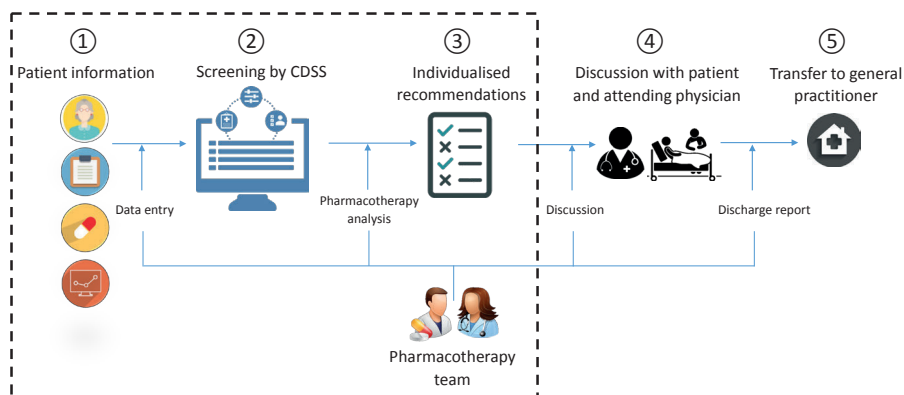 ①
Patient information
②
Screening by CDSS
③
Individualised
recommendations
④
Discussion with patient
and attending physician
⑤
Transfer to general
practitioner
Data entry
Pharmacotherapy
analysis
Discussion
Discharge report
Pharmacotherapy
team